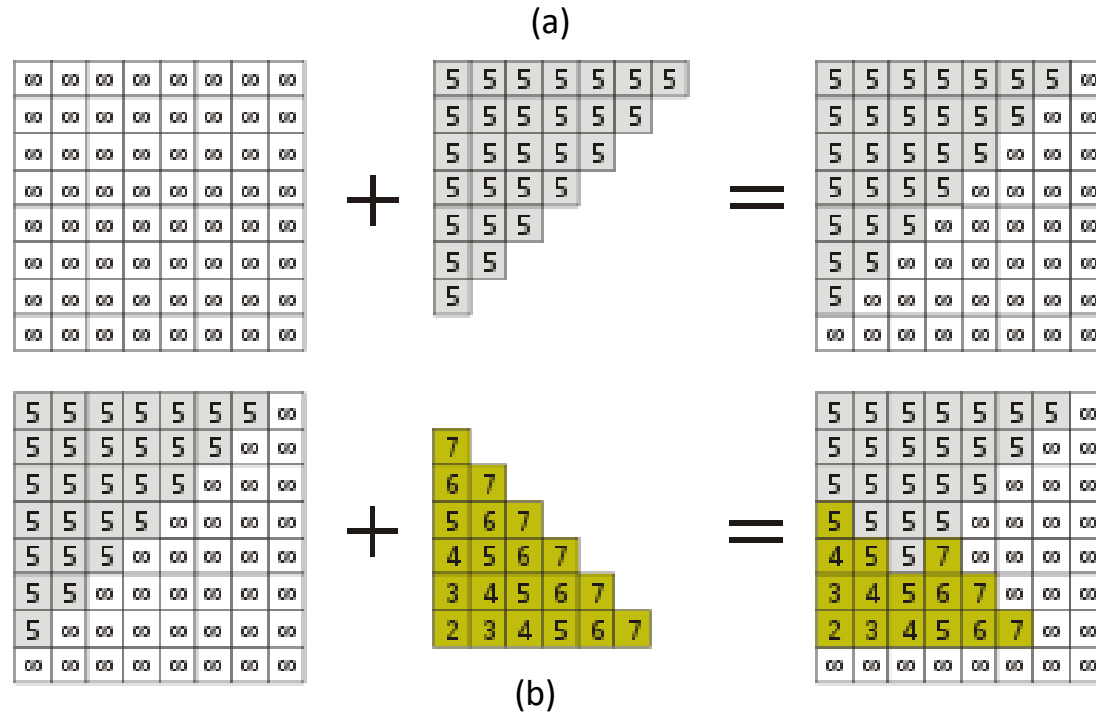 (a)
∞ ∞ ∞ ∞ ∞ ∞ ∞ ∞ 5 5 5 5 5 5 5 5 5 5 5 5 5 5 ∞
∞ ∞ ∞ ∞ ∞ ∞ ∞ ∞ 5 5 5 5 5 5 5 5 5 5 5 5 ∞ ∞
∞ ∞ ∞ ∞ ∞ ∞ ∞ ∞ 5 5 5 5 5 5 5 5 5 5 ∞ ∞ ∞
∞ ∞ ∞ ∞ ∞ ∞ ∞ ∞ + 5 5 5 5 = 5 5 5 5 ∞ ∞ ∞ ∞
∞ ∞ ∞ ∞ ∞ ∞ ∞ ∞ 5 5 5 5 5 5 ∞ ∞ ∞ ∞ ∞
∞ ∞ ∞ ∞ ∞ ∞ ∞ ∞ 5 5 5 5 ∞ ∞ ∞ ∞ ∞ ∞
∞ ∞ ∞ ∞ ∞ ∞ ∞ ∞ 5 5 ∞ ∞ ∞ ∞ ∞ ∞ ∞
∞ ∞ ∞ ∞ ∞ ∞ ∞ ∞ ∞ ∞ ∞ ∞ ∞ ∞ ∞ ∞
5 5 5 5 5 5 5 ∞ 5 5 5 5 5 5 5 ∞
5 5 5 5 5 5 ∞ ∞ 7 5 5 5 5 5 5 ∞ ∞
5 5 5 5 5 ∞ ∞ ∞ 6 7 5 5 5 5 5 ∞ ∞ ∞
5 5 5 5 ∞ ∞ ∞ ∞ + 5 6 7 = 5 5 5 5 ∞ ∞ ∞ ∞
5 5 5 ∞ ∞ ∞ ∞ ∞ 4 5 6 7 4 5 5 7 ∞ ∞ ∞ ∞
5 5 ∞ ∞ ∞ ∞ ∞ ∞ 3 4 5 6 7 3 4 5 6 7 ∞ ∞ ∞
5 ∞ ∞ ∞ ∞ ∞ ∞ ∞ 2 3 4 5 6 7 2 3 4 5 6 7 ∞ ∞
∞ ∞ ∞ ∞ ∞ ∞ ∞ ∞ ∞ ∞ ∞ ∞ ∞ ∞ ∞ ∞
(b)